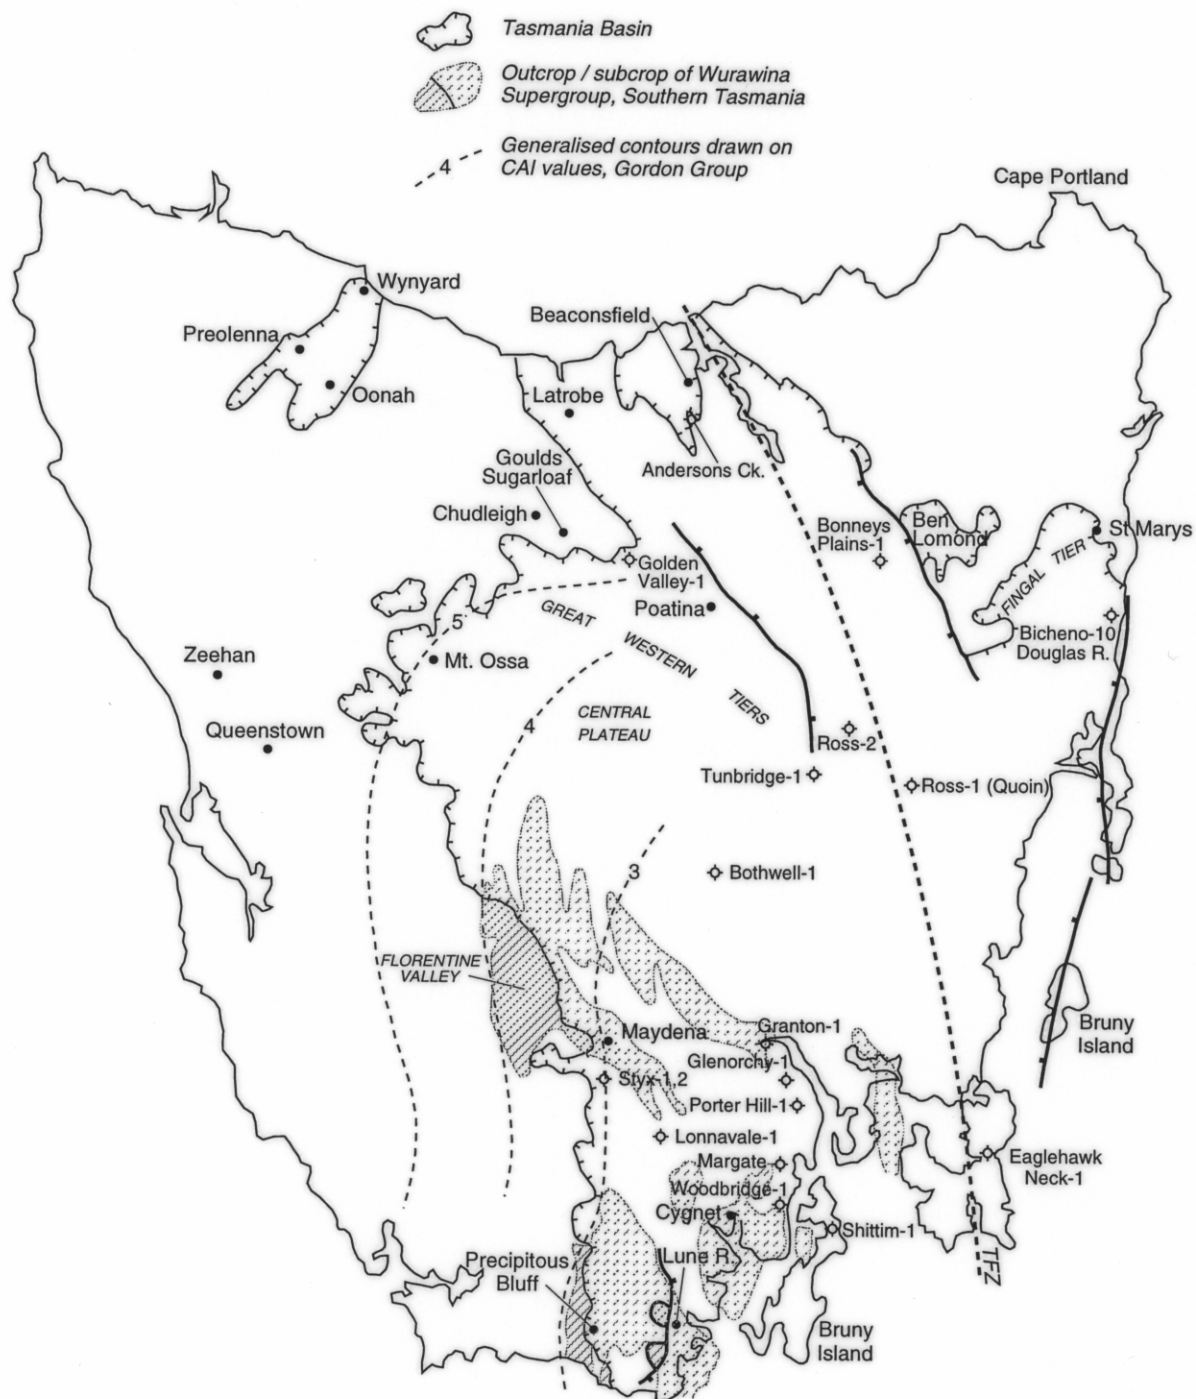 Tasmania Basin
Outcrop / subcrop of Wurawina
Supergroup, Southern Tasmania
4
Generalised contours drawn on
CAI values, Gordon Group
Cape Portland
Wynyard
Beaconsfield
Preolenna
Oonah
Latrobe
Goulds
Sugarloaf
Andersons Ck.
Chudleigh
Bonneys
Plains-1
Ben
Lomond
St Marys
FINGAL TIER
Golden
Valley-1
GREAT
Poatina
5
Bicheno-10
Douglas R.
Zeehan
Mt. Ossa
WESTERN
TIERS
CENTRAL
PLATEAU
4
Queenstown
Ross-2
Tunbridge-1
Ross-1 (Quoin)
3
Bothwell-1
FLORENTINE
VALLEY
Maydena
Granton-1
Bruny
Island
Glenorchy-1
Styx-1,2
Porter Hill-1
Lonnavale-1
Margate
Eaglehawk
Neck-1
Woodbridge-1
Cygnet
Shittim-1
Precipitous
Bluff
Lune R.
TFZ
Bruny
Island